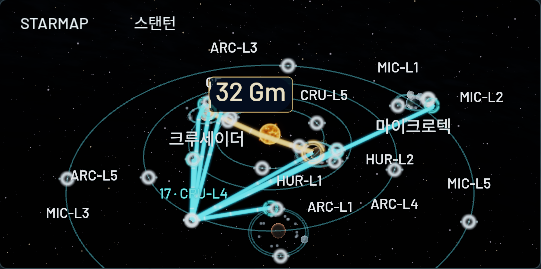 STARMAP 스탠턴
ARC-L3
MIC-L1
32 Gm
CRU-L5
MIC-L2
마이크로텍
크루세이더
HUR-L2
ARC-L5
HUR-L1
MIC-L5
17 · CRU-L4
ARC-L1
ARC-L4
MIC-L3